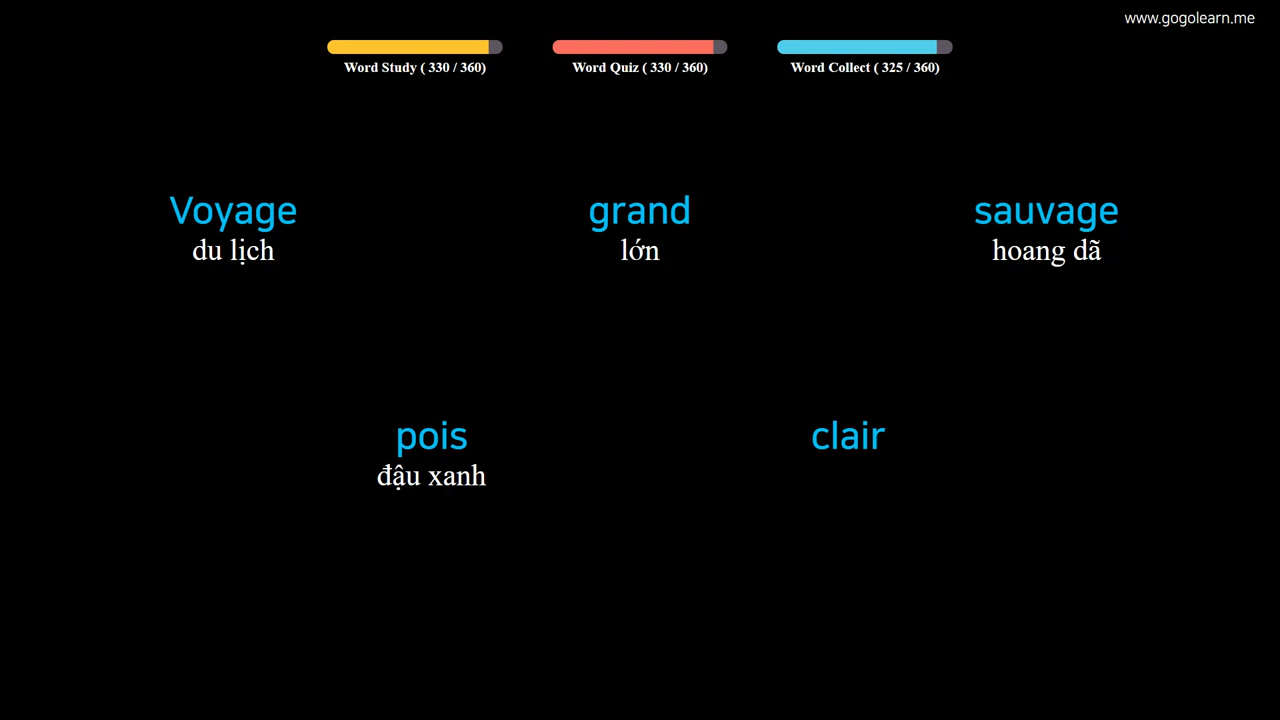 www.gogolearn.me
Word Study ( 330 / 360)
Word Quiz ( 330 / 360)
Word Collect ( 325 / 360)
Voyage
du lịch
grand
lớn
sauvage
hoang dã
pois
đậu xanh
clair